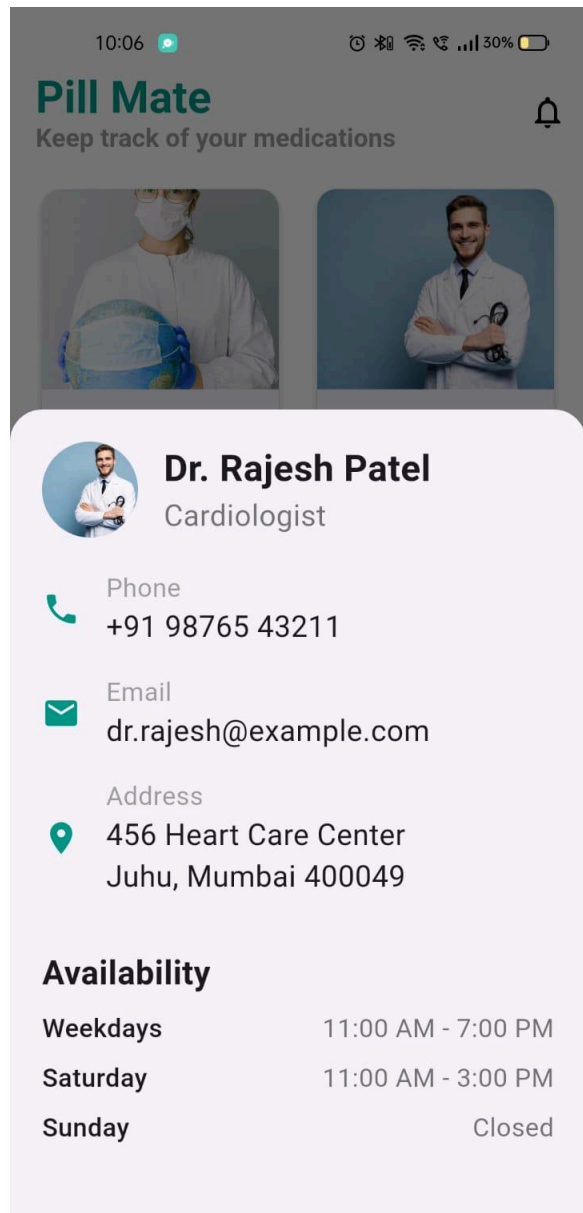 10:06
30%
Pill Mate
Keep track of your medications
Dr. Rajesh Patel
Cardiologist
Phone
+91 98765 43211
Email
dr.rajesh@example.com
Address
456 Heart Care Center
Juhu, Mumbai 400049
Availability
Weekdays 11:00 AM - 7:00 PM
Saturday 11:00 AM - 3:00 PM
Sunday Closed